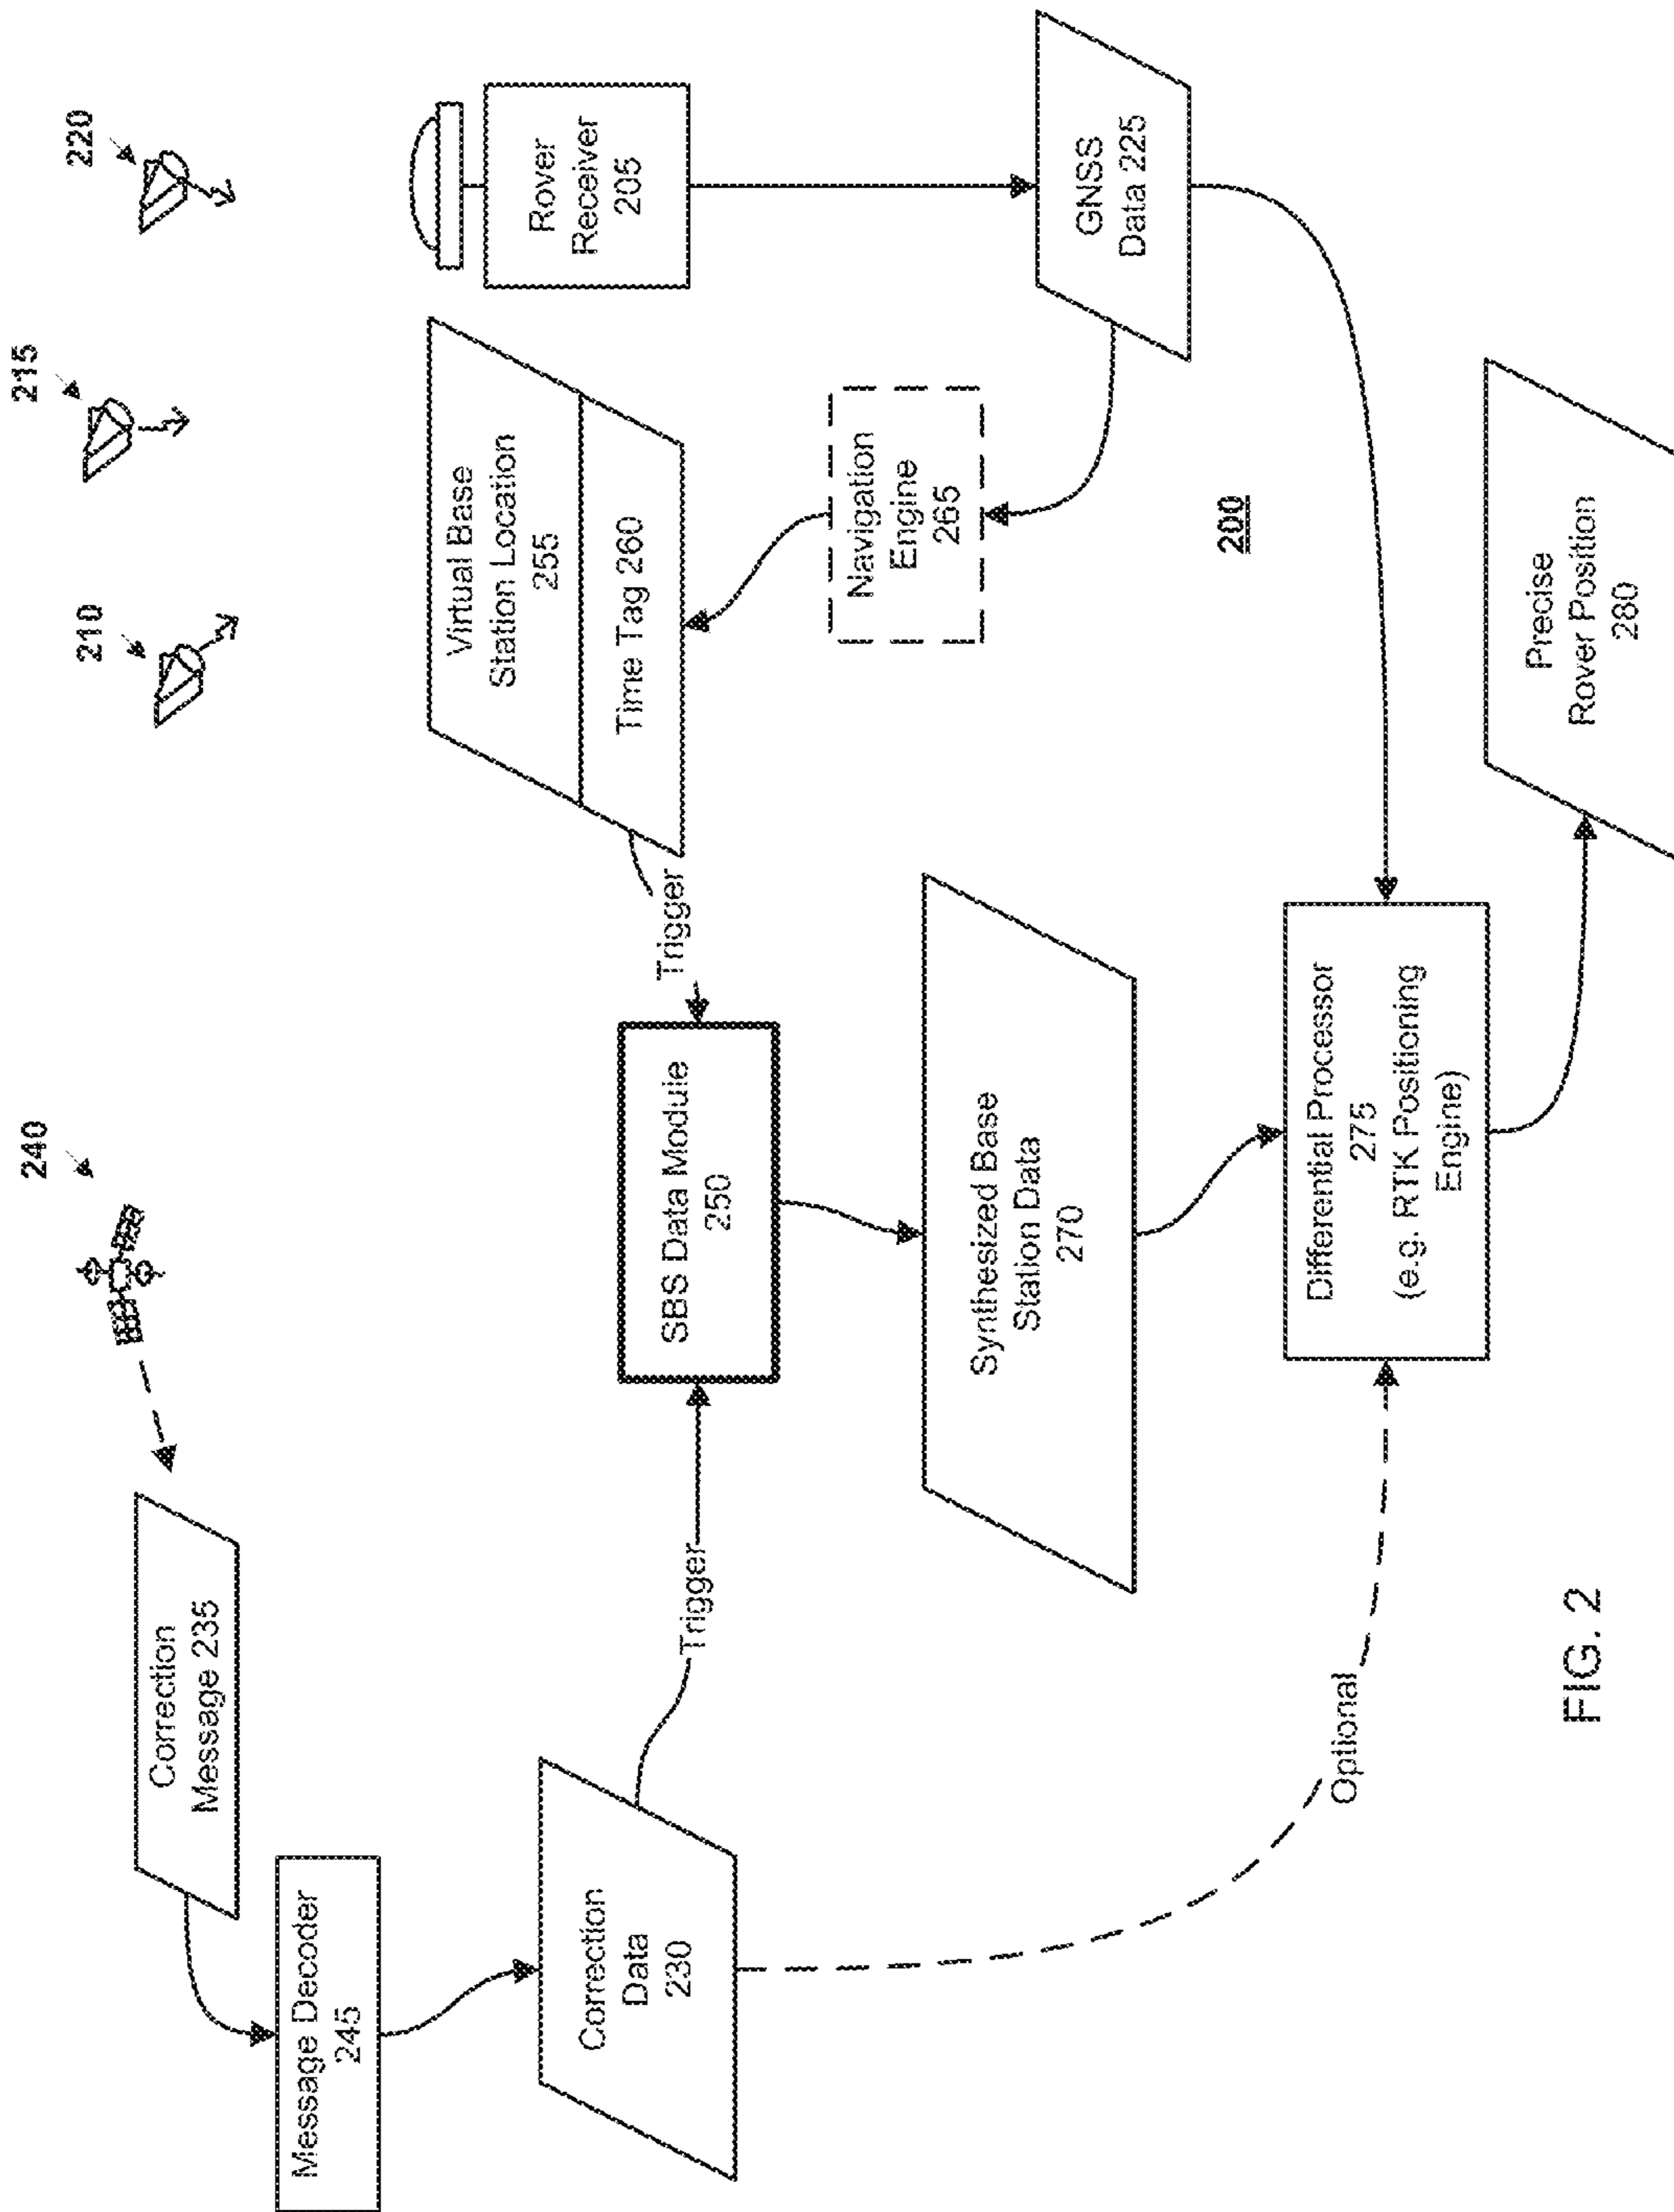 240
210
215
220
Correction
Message 235
Message Decoder
245
Correction
Data
230
Trigger
Optional
SBS Data Module
250
Trigger
Virtual Base
Station Location
255
Time Tag 260
Rover
Receiver
205
Navigation
Engine
265
GNSS
Data 225
200
Synthesized Base
Station Data
270
Differential Processor
275
(e.g. RTK Positioning
Engine)
Precise
Rover Position
280
FIG. 2